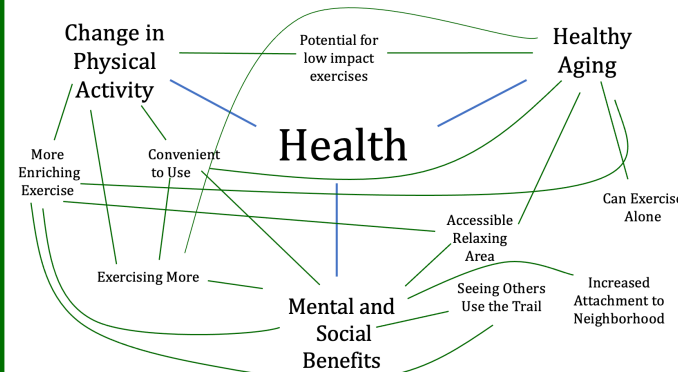 Change in
Physical
Activity
Potential for
low impact
exercises
Healthy
Aging
Health
More
Enriching
Exercise
Convenient
to Use
Can Exercise
Alone
Accessible
Relaxing
Area
Exercising More
Mental and
Social
Benefits
Seeing Others
Use the Trail
Increased
Attachment to
Neighborhood